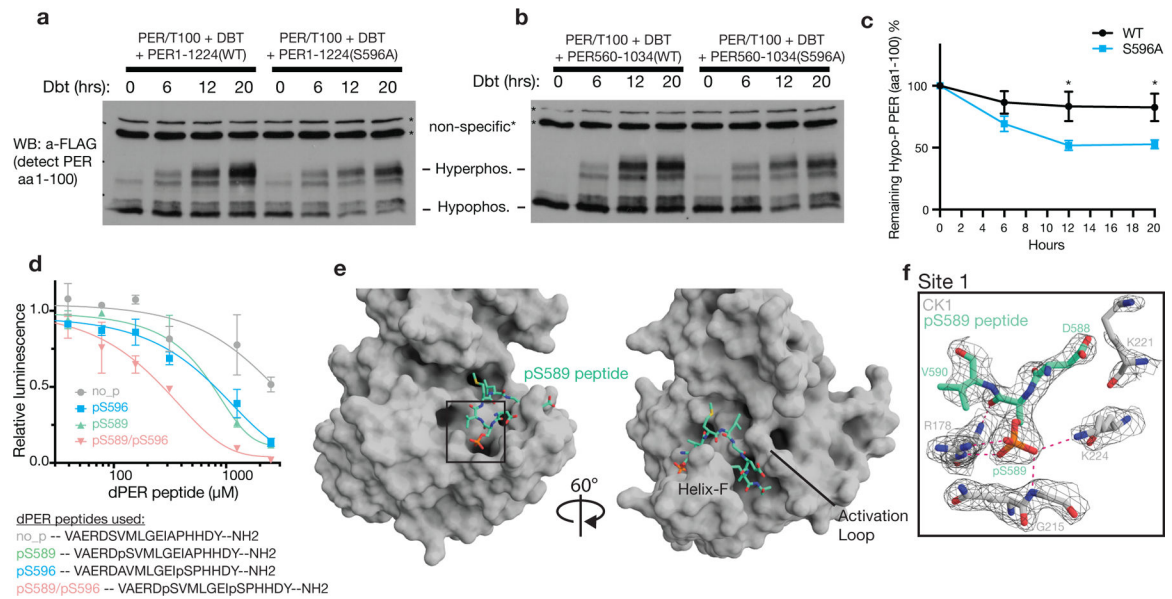 a
PER/T100 + DBT
+ PER1-1224(WT)
PER/T100 + DBT
+ PER1-1224(S596A)
Dbt (hrs):
0 6 12 20 0 6 12 20
WB: a-FLAG
(detect PER
aa1-100)
*
*
b
PER/T100 + DBT
+ PER560-1034(WT)
PER/T100 + DBT
+ PER560-1034(S596A)
Dbt (hrs):
0 6 12 20 0 6 12 20
non-specific*
*
*
– Hyperphos. –
– Hypophos. –
c
WT
S596A
Remaining Hypo-P PER (aa1-100) %
100
50
0
* *
0 2 4 6 8 10 12 14 16 18 20
Hours
d
Relative luminescence
1.0
0.5
0.0
no_p
pS596
pS589
pS589/pS596
100 1000
dPER peptide (µM)
dPER peptides used:
no_p -- VAERDSVMLGEIAPHHDY--NH2
pS589 -- VAERDpSVMLGEIAPHHDY--NH2
pS596 -- VAERDAVMLGEIpSPHHDY--NH2
pS589/pS596 -- VAERDpSVMLGEIpSPHHDY--NH2
e
pS589 peptide
60°
Helix-F
Activation
Loop
f
Site 1
CK1
pS589 peptide
D588
K221
V590
R178
K224
pS589
G215